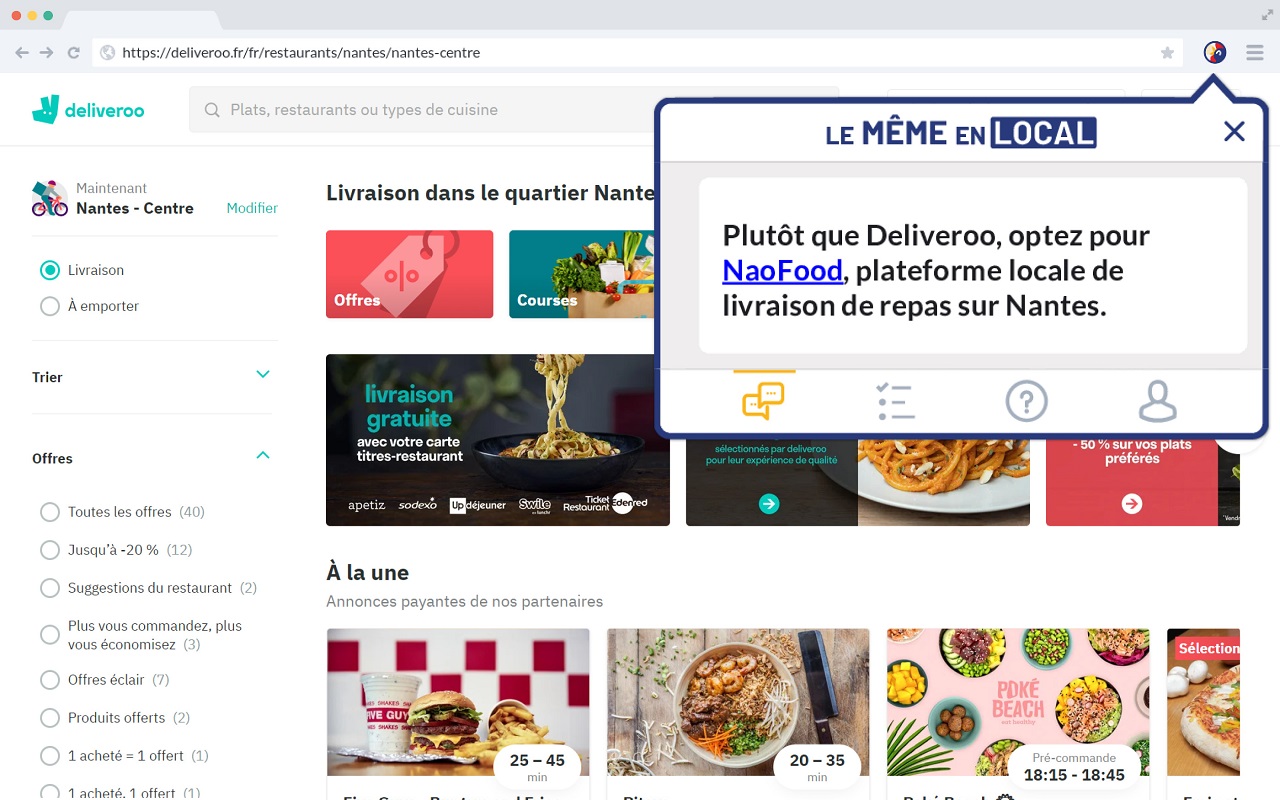 https://deliveroo.fr/fr/restaurants/nantes/nantes-centre
deliveroo
Plats, restaurants ou types de cuisine
LE MÊME EN LOCAL
Plutôt que Deliveroo, optez pour
NaoFood, plateforme locale de
livraison de repas sur Nantes.
Maintenant
Nantes - Centre
Modifier
Livraison
À emporter
Trier
Offres
Toutes les offres (40)
Jusqu'à -20 % (12)
Suggestions du restaurant (2)
Plus vous commandez, plus
vous économisez (3)
Offres éclair (7)
Produits offerts (2)
1 acheté = 1 offert (1)
1 acheté, 1 offert (1)
Livraison dans le quartier Nante
Offres
Courses
livraison
gratuite
avec votre carte
titres-restaurant
apetiz
sodexo
Up déjeuner
Swile
Ticket
Restaurant
Edenred
sélectionnés par deliveroo
pour leur expérience de qualité
- 50 % sur vos plats
préférés
À la une
Annonces payantes de nos partenaires
SHAKES SHAKES
FIVE GUY
25 – 45
min
20 – 35
min
POKÉ
BEACH
eat healthy
Pré-commande
18:15 - 18:45
Sélection